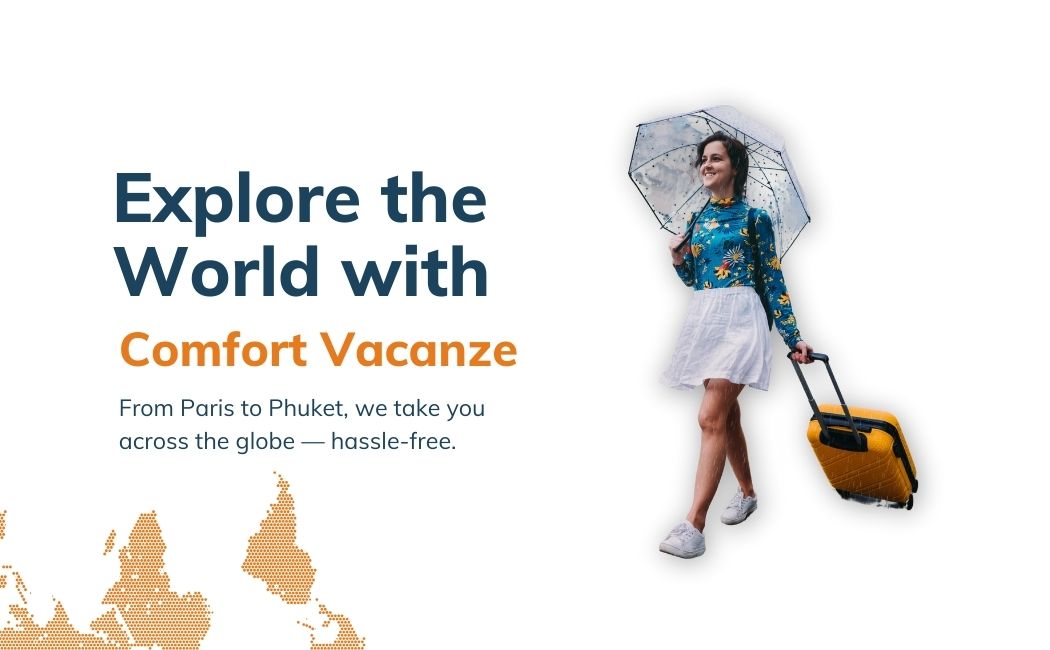 Explore the
World with
Comfort Vacanze
From Paris to Phuket, we take you
across the globe — hassle-free.